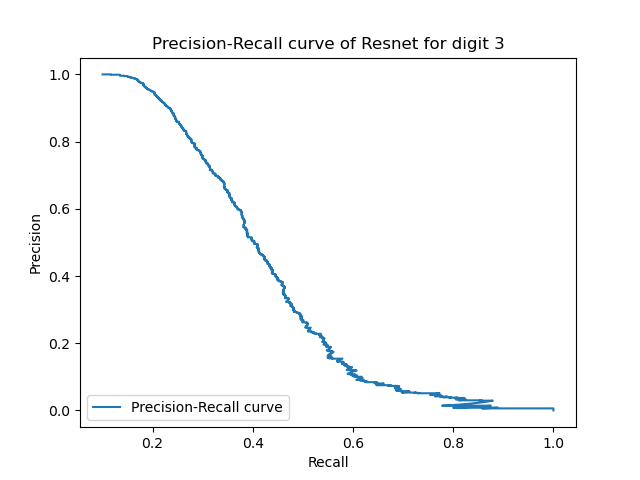 Precision-Recall curve of Resnet for digit 3
1.0
0.8
0.6
0.4
0.2
0.0
Precision
Precision-Recall curve
0.2 0.4 0.6 0.8 1.0
Recall